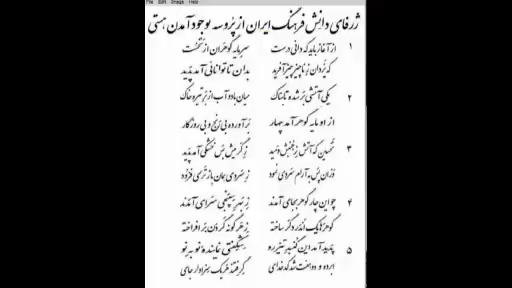 File Edit Image Help
ژرفای دانش فرهنگ ایران از پروسه بوجود آمدن هستی
۱ از آغاز باید که دانی درست سرمایه گوهران از نخست
که یزدان ز ناچیز چیز آفرید بدان تا توانائی آمد پدید
۲ یکی آتشی برشده تابناک میان باد و آب از بر تیره خاک
از او مایه گوهر آمد چهار برآورده بی رنج و بی روزگار
۳ نخستین که آتش ز جنبش دمید ز گرمیش پس خشکی آمد پدید
وزان پس به آرام سردی نمود ز سردی همان باز تری فزود
۴ چو این چار گوهر بجای آمدند ز بهر سپنجی سرای آمدند
گوهرها یک اندر دگر ساخته ز هر گونه گردن برافراخته
۵ پدید آمد این گنبد تیزرو شگفتی نماینده نو به نو
ابرده و دو هفت شد کدخدای گرفتند هر یک سزاوار جای